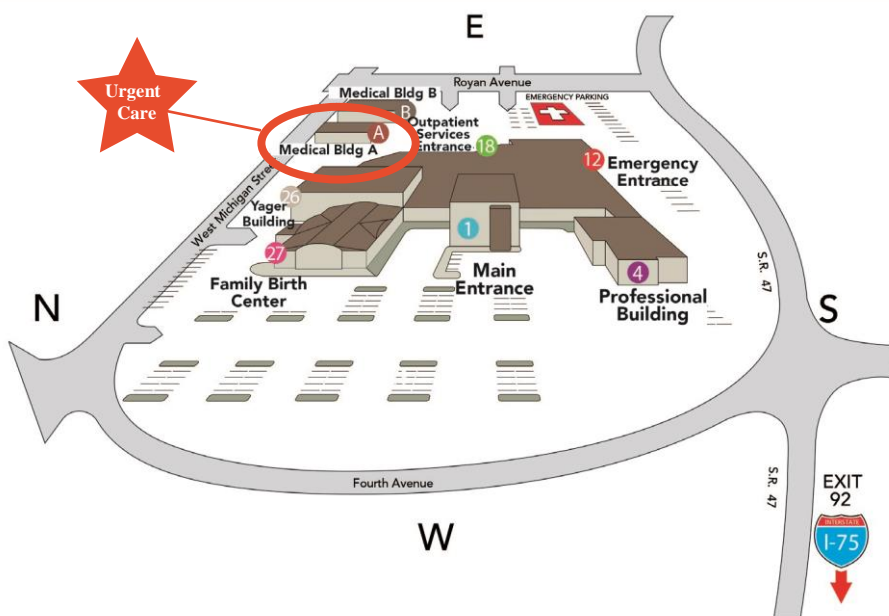 E
Royan Avenue
Urgent
Care
Medical Bldg B
EMERGENCY PARKING
B
Outpatient
Services
Entrance
A
18
Medical Bldg A
12
Emergency
Entrance
26
Yager
Building
West Michigan Street
1
27
Family Birth
Center
Main
Entrance
4
Professional
Building
S.R. 47
N
S
Fourth Avenue
S.R. 47
EXIT
92
INTERSTATE
I-75
W